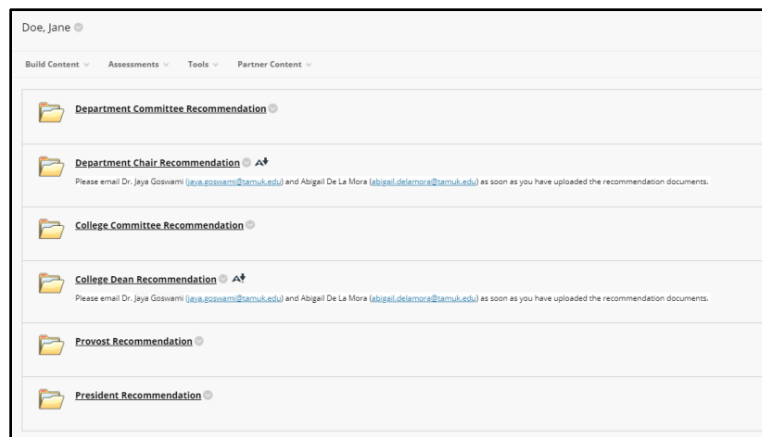 Doe, Jane
Build Content Assessments Tools Partner Content
Department Committee Recommendation
Department Chair Recommendation
Please email Dr. Jaya Goswami (jaya.goswami@tamuk.edu) and Abigail De La Mora (abigail.delamora@tamuk.edu) as soon as you have uploaded the recommendation documents.
College Committee Recommendation
College Dean Recommendation
Please email Dr. Jaya Goswami (jaya.goswami@tamuk.edu) and Abigail De La Mora (abigail.delamora@tamuk.edu) as soon as you have uploaded the recommendation documents.
Provost Recommendation
President Recommendation